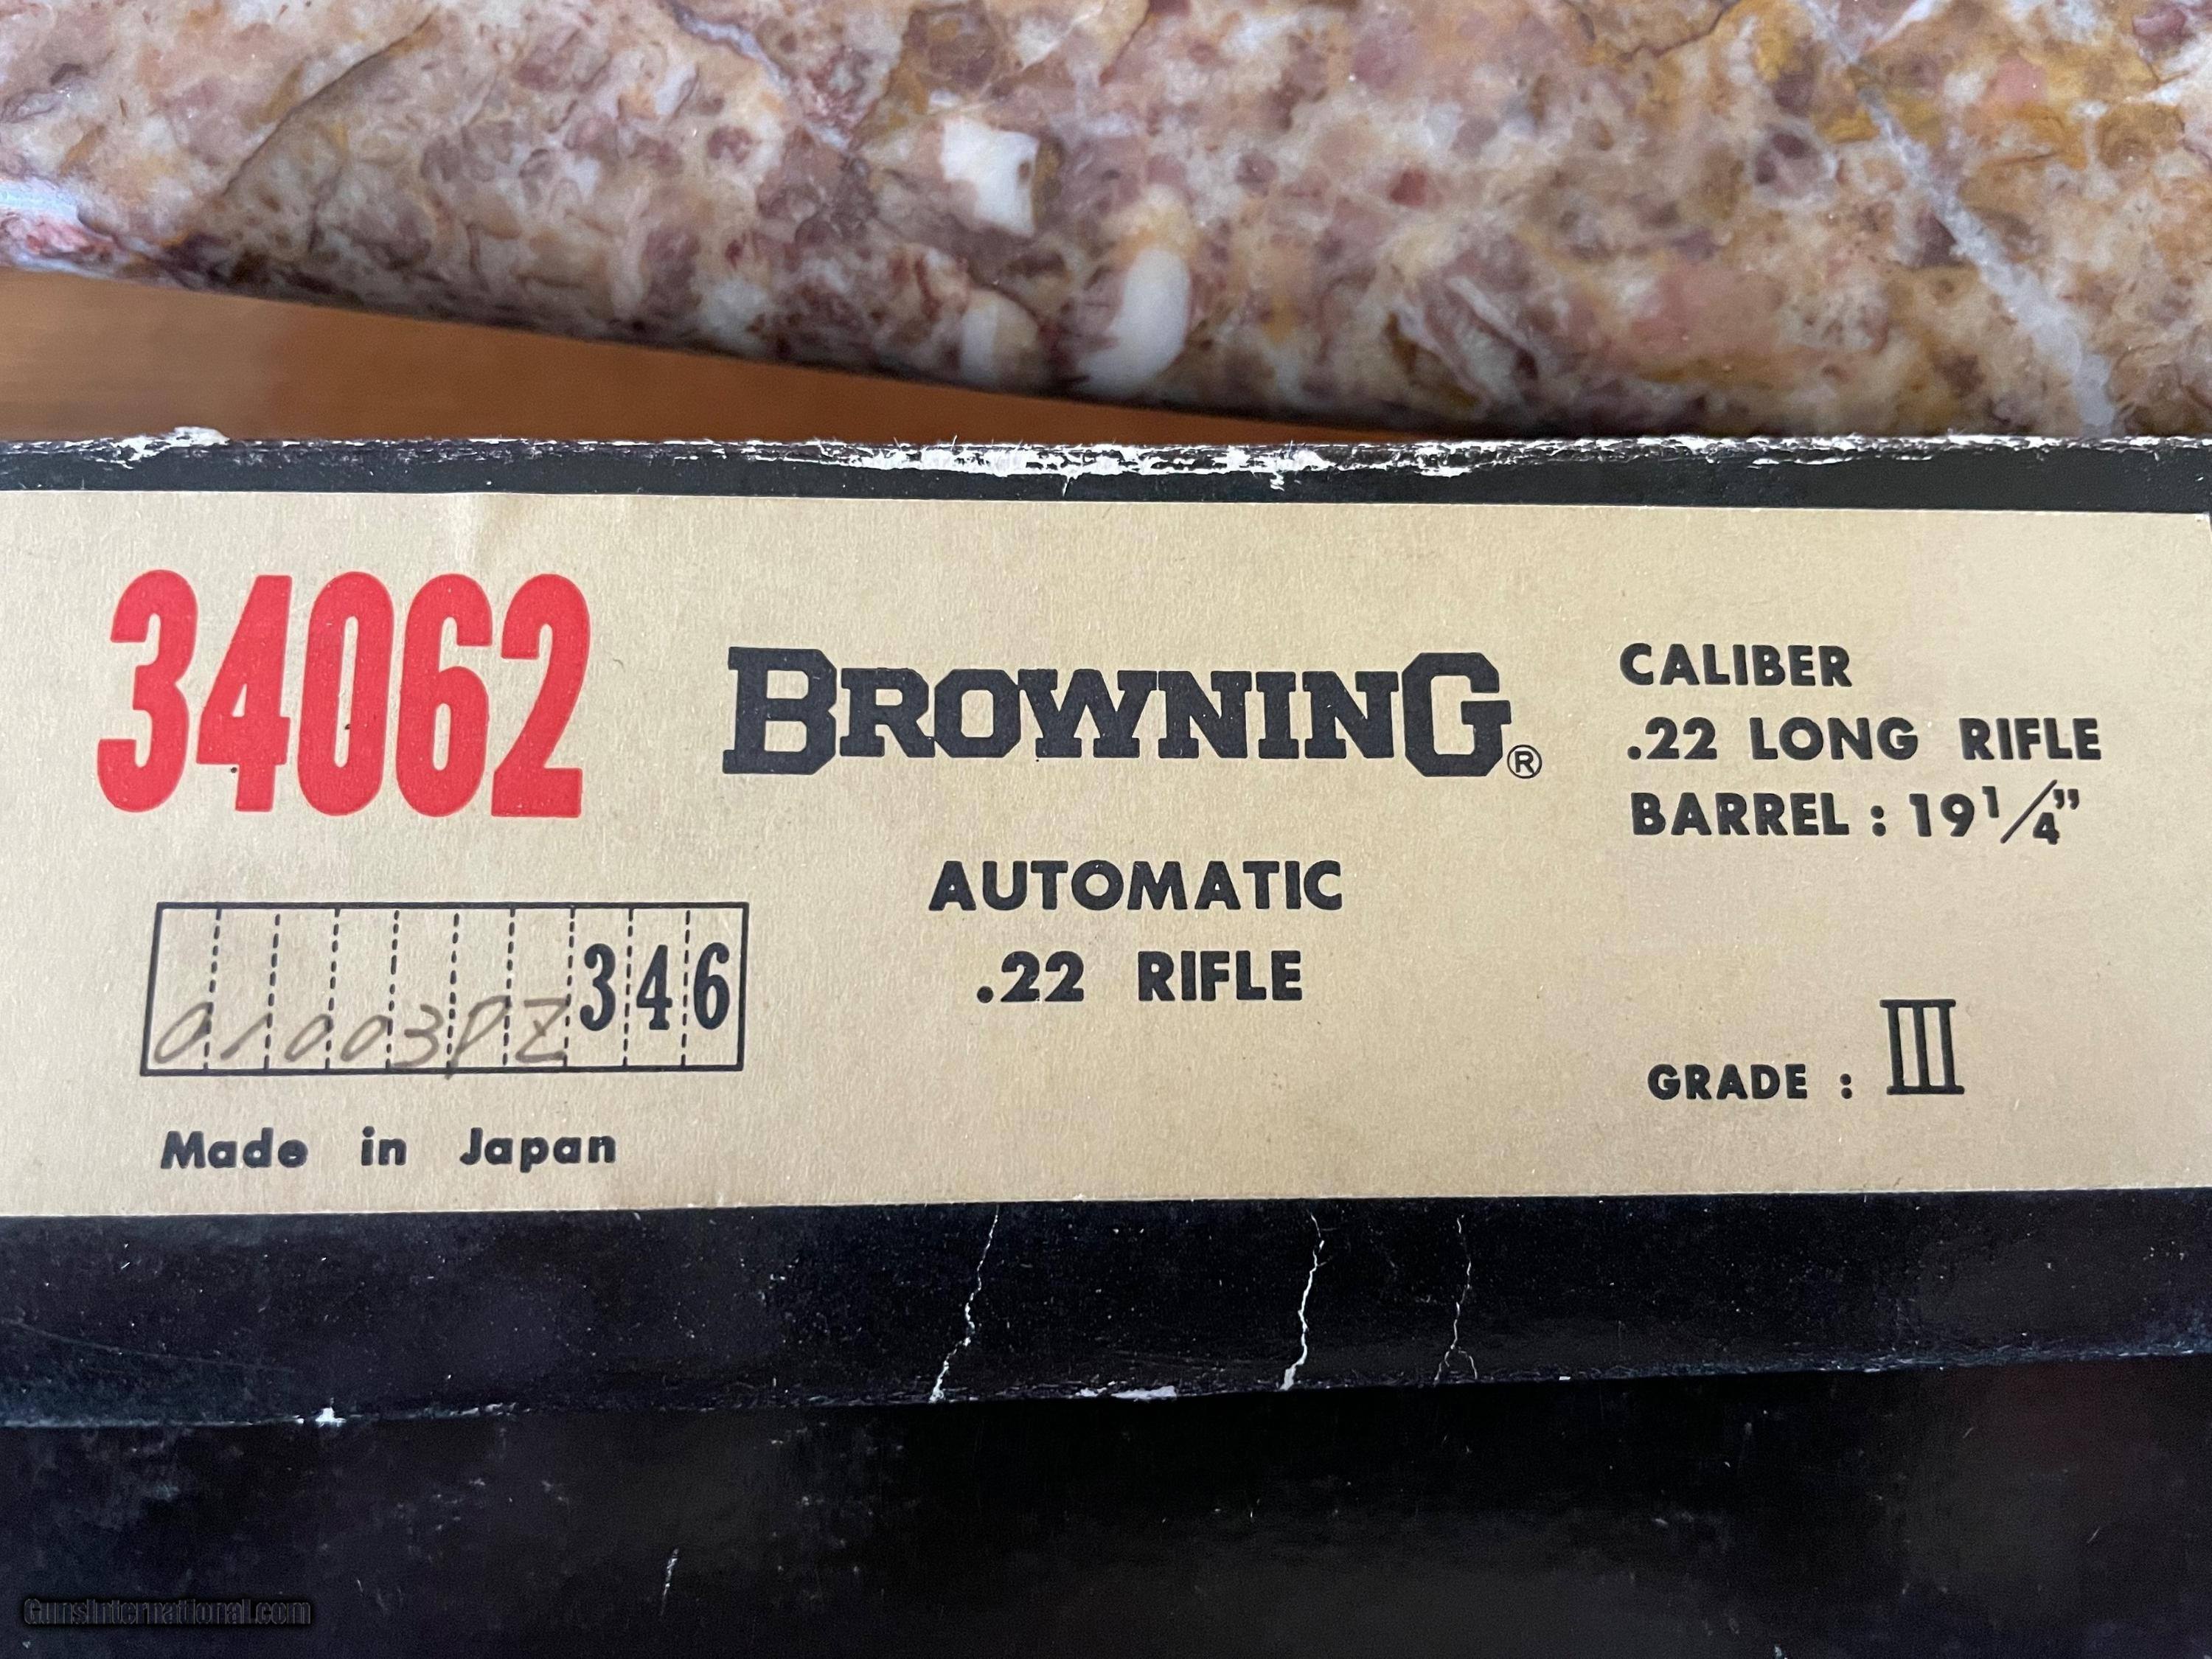 34062
BROWNING®
CALIBER
.22 LONG RIFLE
BARREL : 19 1/4"
AUTOMATIC
.22 RIFLE
01003PZ346
GRADE : III
Made in Japan
GunsInternational.com